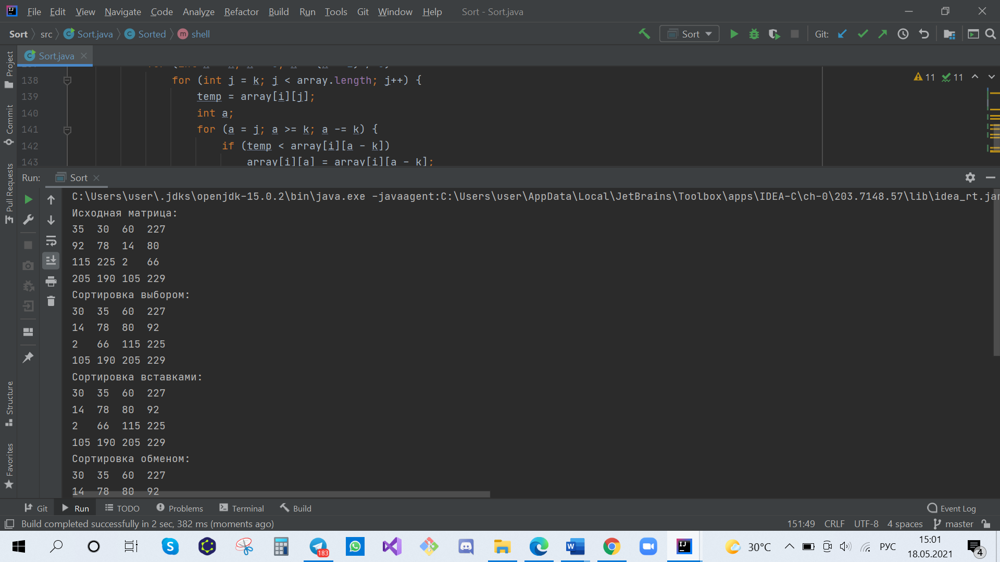 File Edit View Navigate Code Analyze Refactor Build Run Tools Git Window Help Sort - Sort.java
Sort src Sort.java Sorted shell Sort Git:
Sort.java
Project
Commit
Pull Requests
Structure
Favorites
11 11
138 for (int j = k; j < array.length; j++) {
139 temp = array[i][j];
140 int a;
141 for (a = j; a >= k; a -= k) {
142 if (temp < array[i][a - k])
143 array[i][a] = array[i][a - k];
Run: Sort
C:\Users\user\.jdks\openjdk-15.0.2\bin\java.exe -javaagent:C:\Users\user\AppData\Local\JetBrains\Toolbox\apps\IDEA-C\ch-0\203.7148.57\lib\idea_rt.jar
Исходная матрица:
35 30 60 227
92 78 14 80
115 225 2 66
205 190 105 229
Сортировка выбором:
30 35 60 227
14 78 80 92
2 66 115 225
105 190 205 229
Сортировка вставками:
30 35 60 227
14 78 80 92
2 66 115 225
105 190 205 229
Сортировка обменом:
30 35 60 227
14 78 80 92
Git Run TODO Problems Terminal Build Event Log
Build completed successfully in 2 sec, 382 ms (moments ago) 151:49 CRLF UTF-8 4 spaces master
183
30°C РУС 15:01
18.05.2021
4